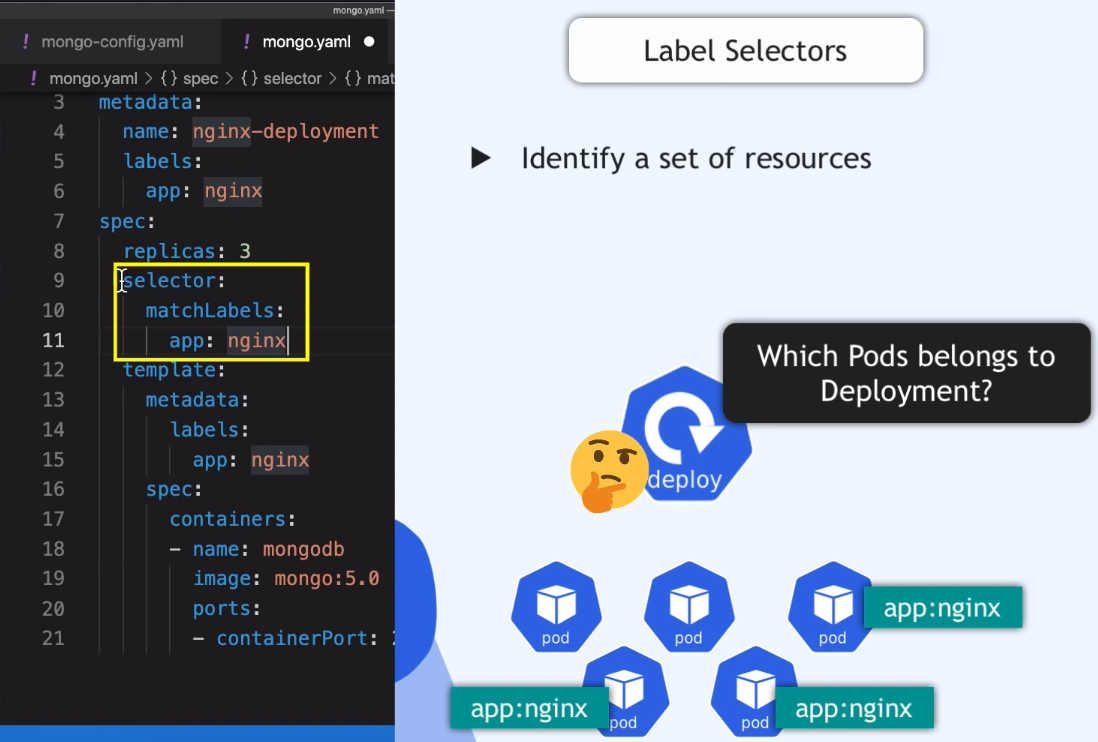 mongo.yaml —
! mongo-config.yaml
! mongo.yaml ●
! mongo.yaml > {} spec > {} selector > {} mat
3 metadata:
4 name: nginx-deployment
5 labels:
6 app: nginx
7 spec:
8 replicas: 3
9 selector:
10 matchLabels:
11 app: nginx
12 template:
13 metadata:
14 labels:
15 app: nginx
16 spec:
17 containers:
18 - name: mongodb
19 image: mongo:5.0
20 ports:
21 - containerPort:
Label Selectors
► Identify a set of resources
Which Pods belongs to
Deployment?
deploy
pod
pod
pod
app:nginx
app:nginx
pod
pod
app:nginx